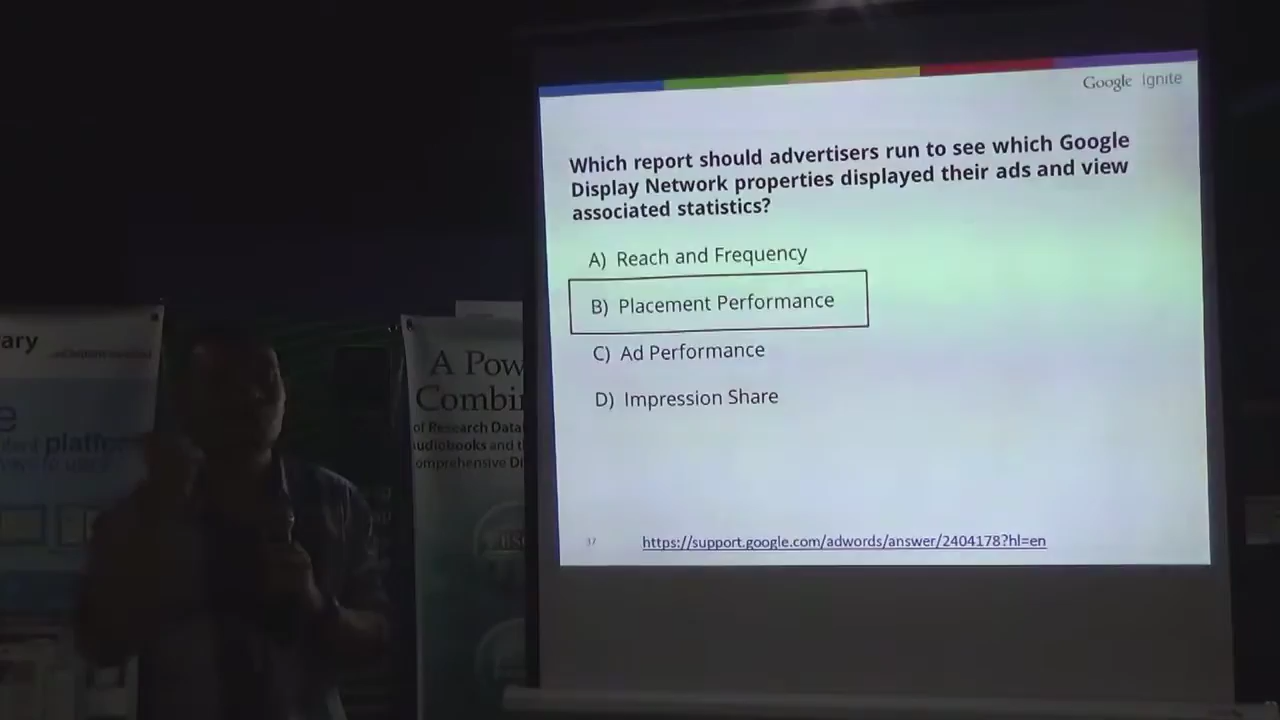 Google Ignite
Which report should advertisers run to see which Google
Display Network properties displayed their ads and view
associated statistics?
A) Reach and Frequency
B) Placement Performance
C) Ad Performance
D) Impression Share
37
https://support.google.com/adwords/answer/2404178?hl=en
ary
e
A Pow
Combi
of Research Data
udiobooks and t
omprehensive Di